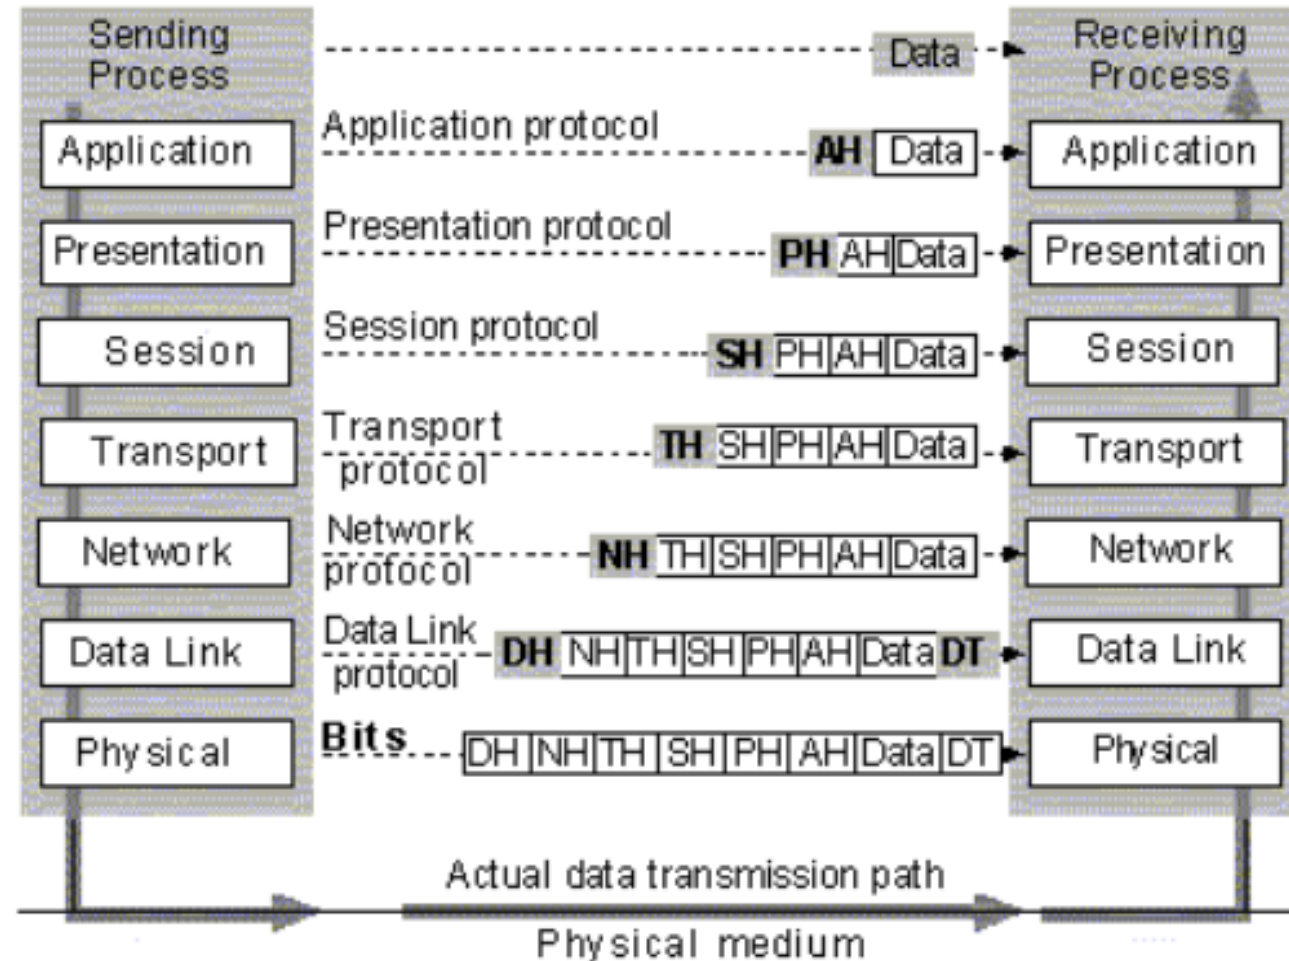 Sending
Process
Data
Receiving
Process
Application
Application protocol
AH Data
Application
Presentation
Presentation protocol
PH AH Data
Presentation
Session
Session protocol
SH PH AH Data
Session
Transport
Transport
protocol
TH SH PH AH Data
Transport
Network
Network
protocol
NH TH SH PH AH Data
Network
Data Link
Data Link
protocol
DH NH TH SH PH AH Data DT
Data Link
Physical
Bits
DH NH TH SH PH AH Data DT
Physical
Actual data transmission path
Physical medium